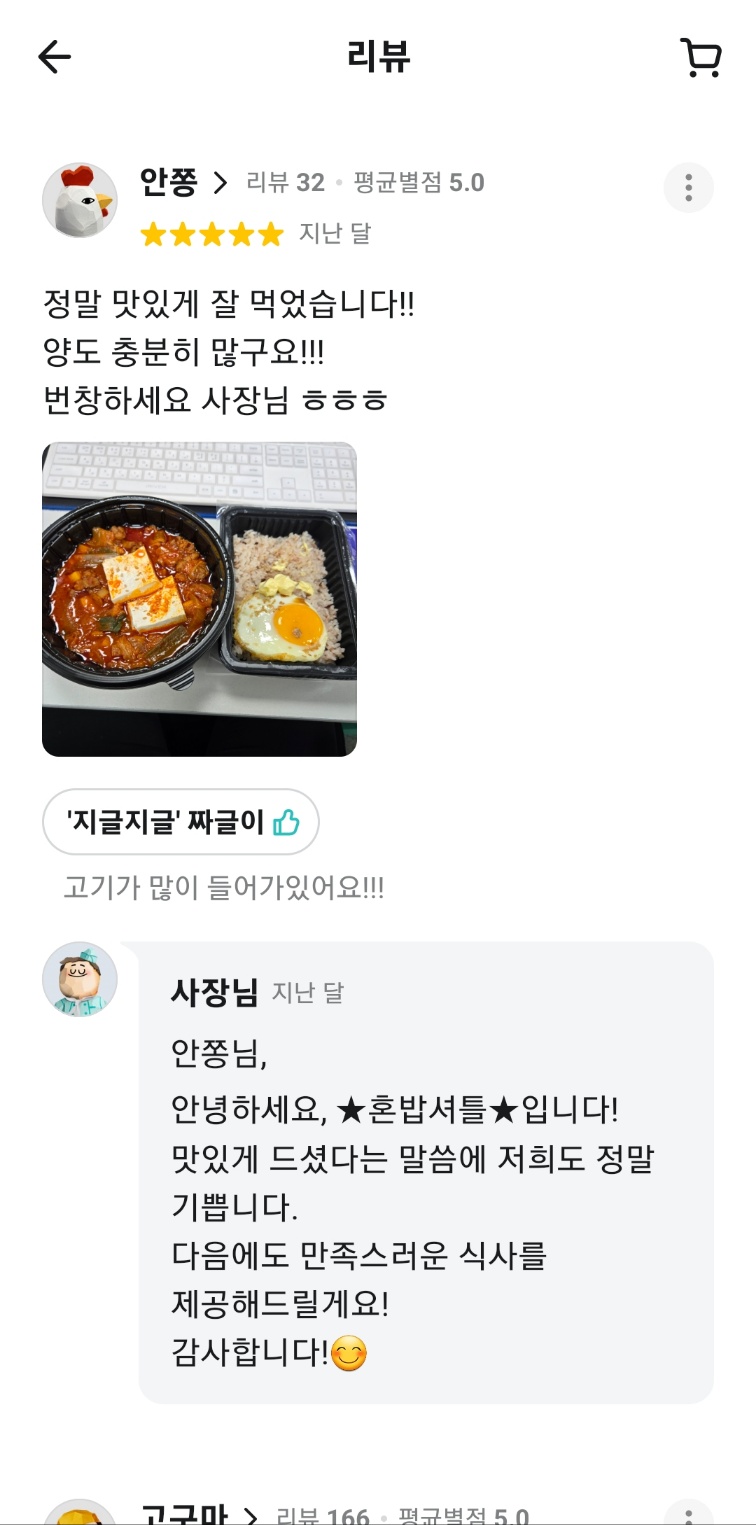 리뷰
안쫑 리뷰 32 • 평균별점 5.0
지난 달
정말 맛있게 잘 먹었습니다!!
양도 충분히 많구요!!!
번창하세요 사장님 ㅎㅎㅎ
'지글지글' 짜글이
고기가 많이 들어가있어요!!!
사장님 지난 달
안쫑님,
안녕하세요, ★혼밥셔틀★입니다!
맛있게 드셨다는 말씀에 저희도 정말
기쁩니다.
다음에도 만족스러운 식사를
제공해드릴게요!
감사합니다!😊
고구마 리뷰 166 • 평균별점 5.0